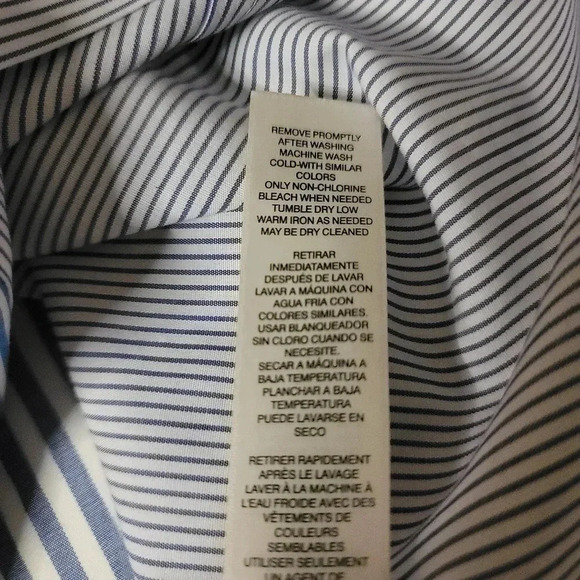 REMOVE PROMPTLY
AFTER WASHING
MACHINE WASH
COLD-WITH SIMILAR
COLORS
ONLY NON-CHLORINE
BLEACH WHEN NEEDED
TUMBLE DRY LOW
WARM IRON AS NEEDED
MAY BE DRY CLEANED
RETIRAR
INMEDIATAMENTE
DESPUÉS DE LAVAR
LAVAR A MÁQUINA CON
AGUA FRIA CON
COLORES SIMILARES.
USAR BLANQUEADOR
SIN CLORO CUANDO SE
NECESITE.
SECAR A MÁQUINA A
BAJA TEMPERATURA
PLANCHAR A BAJA
TEMPERATURA
PUEDE LAVARSE EN
SECO
RETIRER RAPIDEMENT
APRÈS LE LAVAGE
LAVER À LA MACHINE À
L'EAU FROIDE AVEC DES
VÊTEMENTS DE
COULEURS
SEMBLABLES
UTILISER SEULEMENT
UN AGENT DE